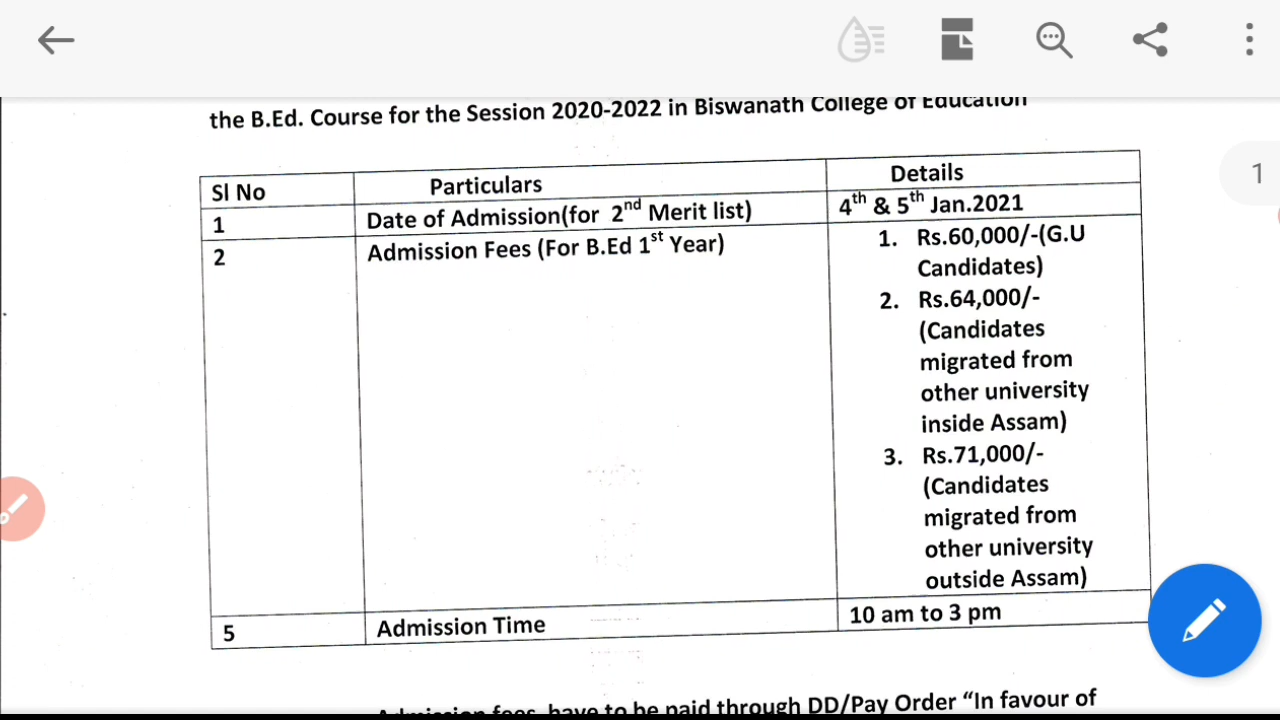 the B.Ed. Course for the Session 2020-2022 in Biswanath College of Education
1
Sl No Particulars Details
1 Date of Admission(for 2nd Merit list) 4th & 5th Jan.2021
2 Admission Fees (For B.Ed 1st Year) 1. Rs.60,000/-(G.U
Candidates)
2. Rs.64,000/-
(Candidates
migrated from
other university
inside Assam)
3. Rs.71,000/-
(Candidates
migrated from
other university
outside Assam)
5 Admission Time 10 am to 3 pm
Admission fees have to be paid through DD/Pay Order “In favour of